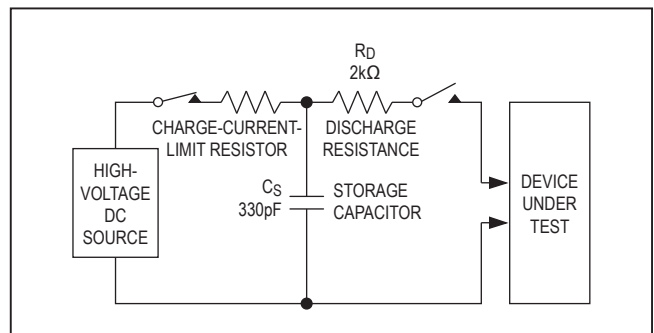 RD
2kΩ
CHARGE-CURRENT-
LIMIT RESISTOR
DISCHARGE
RESISTANCE
HIGH-
VOLTAGE
DC
SOURCE
CS
330pF
STORAGE
CAPACITOR
DEVICE
UNDER
TEST